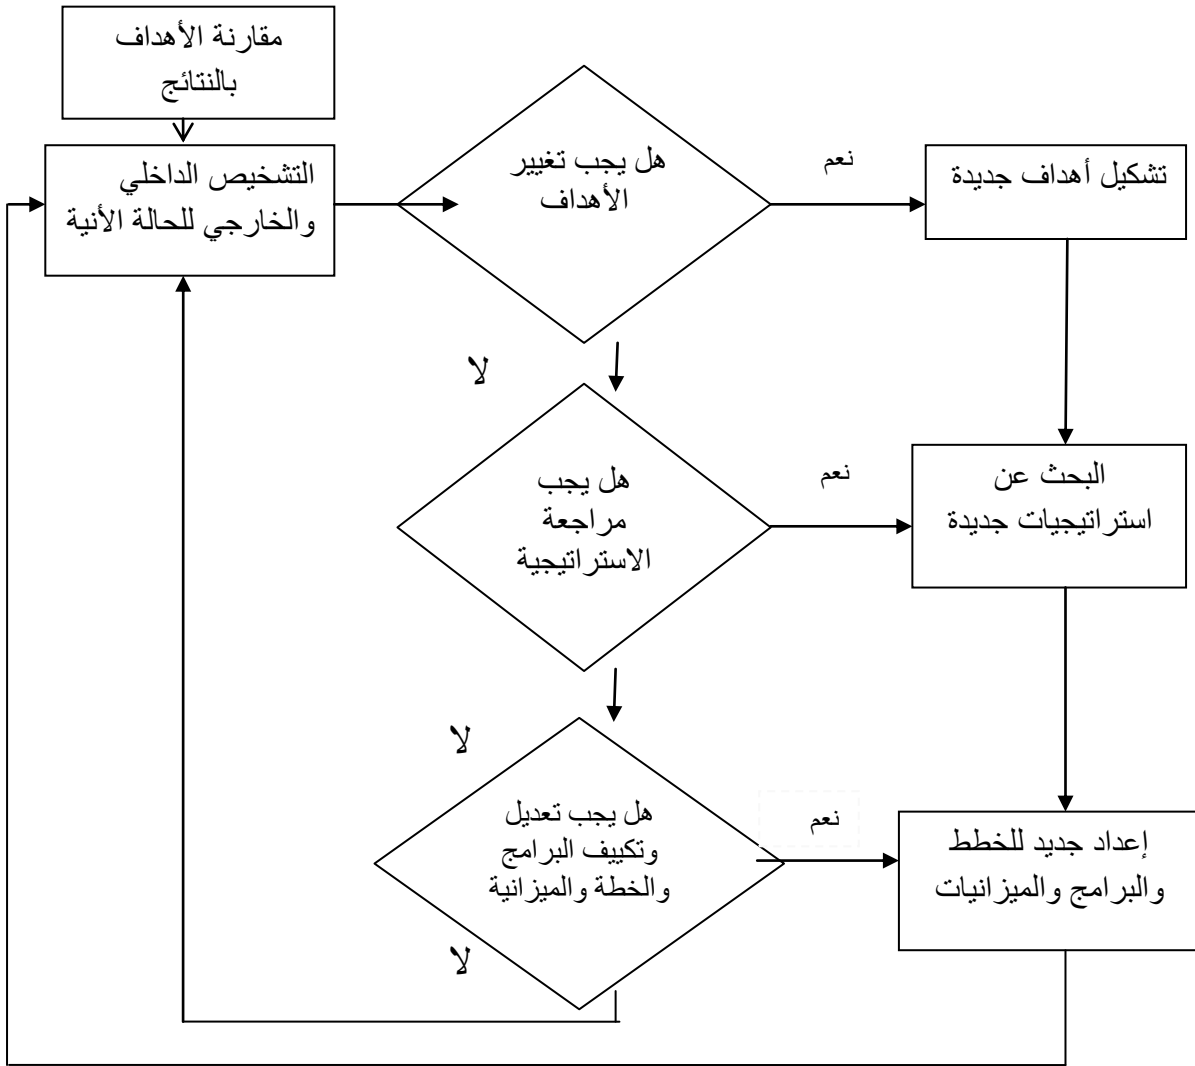 مقارنة الأهداف
بالنتائج
التشخيص الداخلي
والخارجي للحالة الأنية
هل يجب تغيير
الأهداف
نعم
تشكيل أهداف جديدة
لا
هل يجب
مراجعة
الاستراتيجية
نعم
البحث عن
استراتيجيات جديدة
لا
هل يجب تعديل
وتكييف البرامج
والخطة والميزانية
نعم
إعداد جديد للخطط
والبرامج والميزانيات
لا